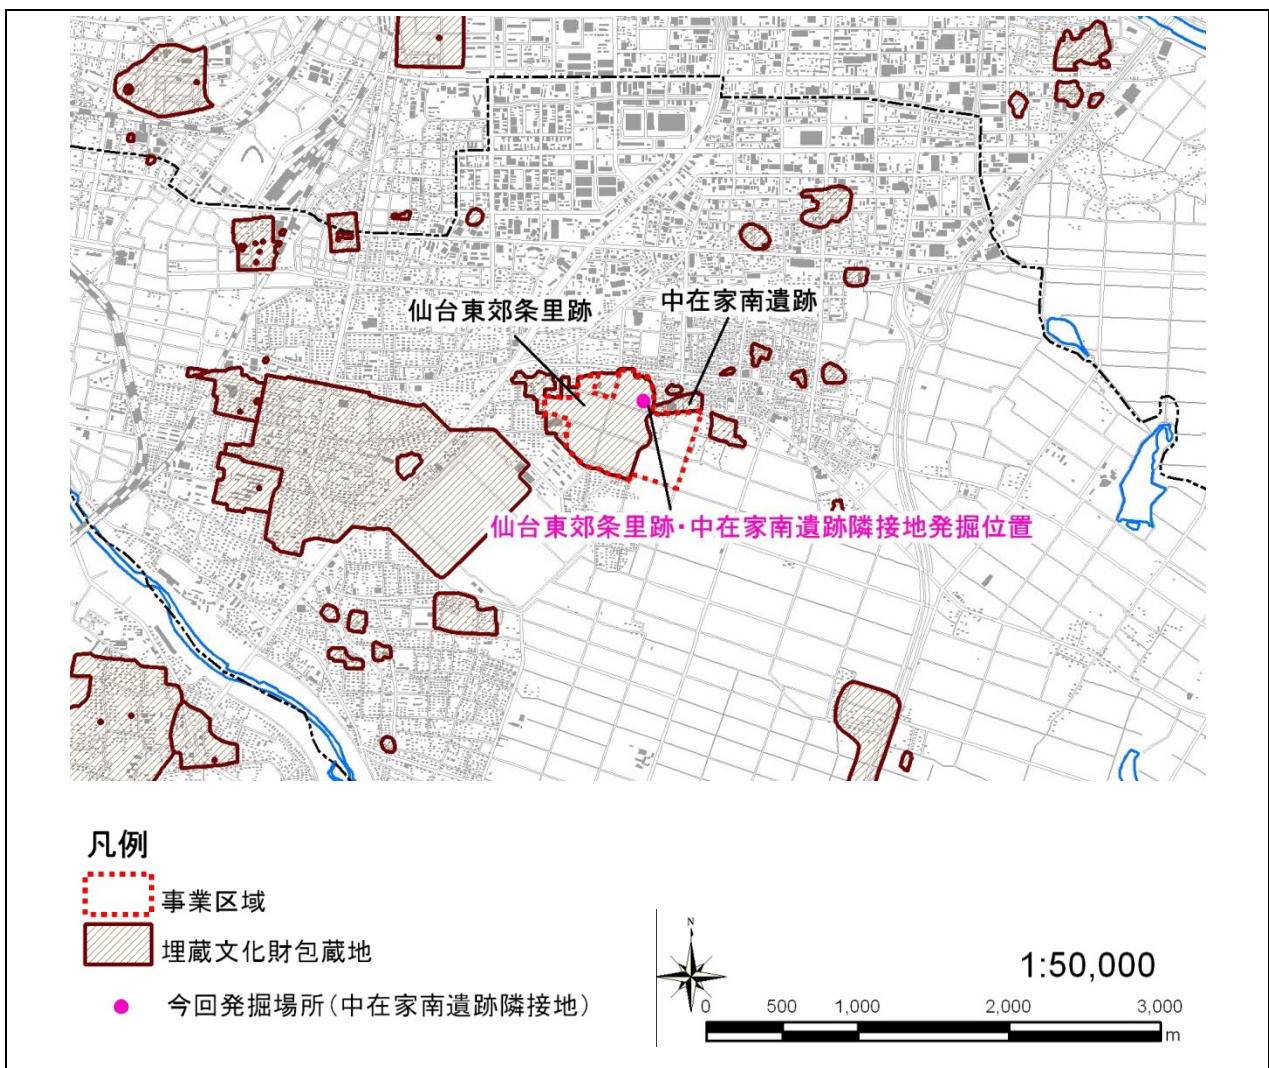 仙台東郊条里跡
中在家南遺跡
仙台東郊条里跡・中在家南遺跡隣接地発掘位置
凡例
事業区域
埋蔵文化財包蔵地
今回発掘場所(中在家南遺跡隣接地)
N
1:50,000
0 500 1,000 2,000 3,000
m